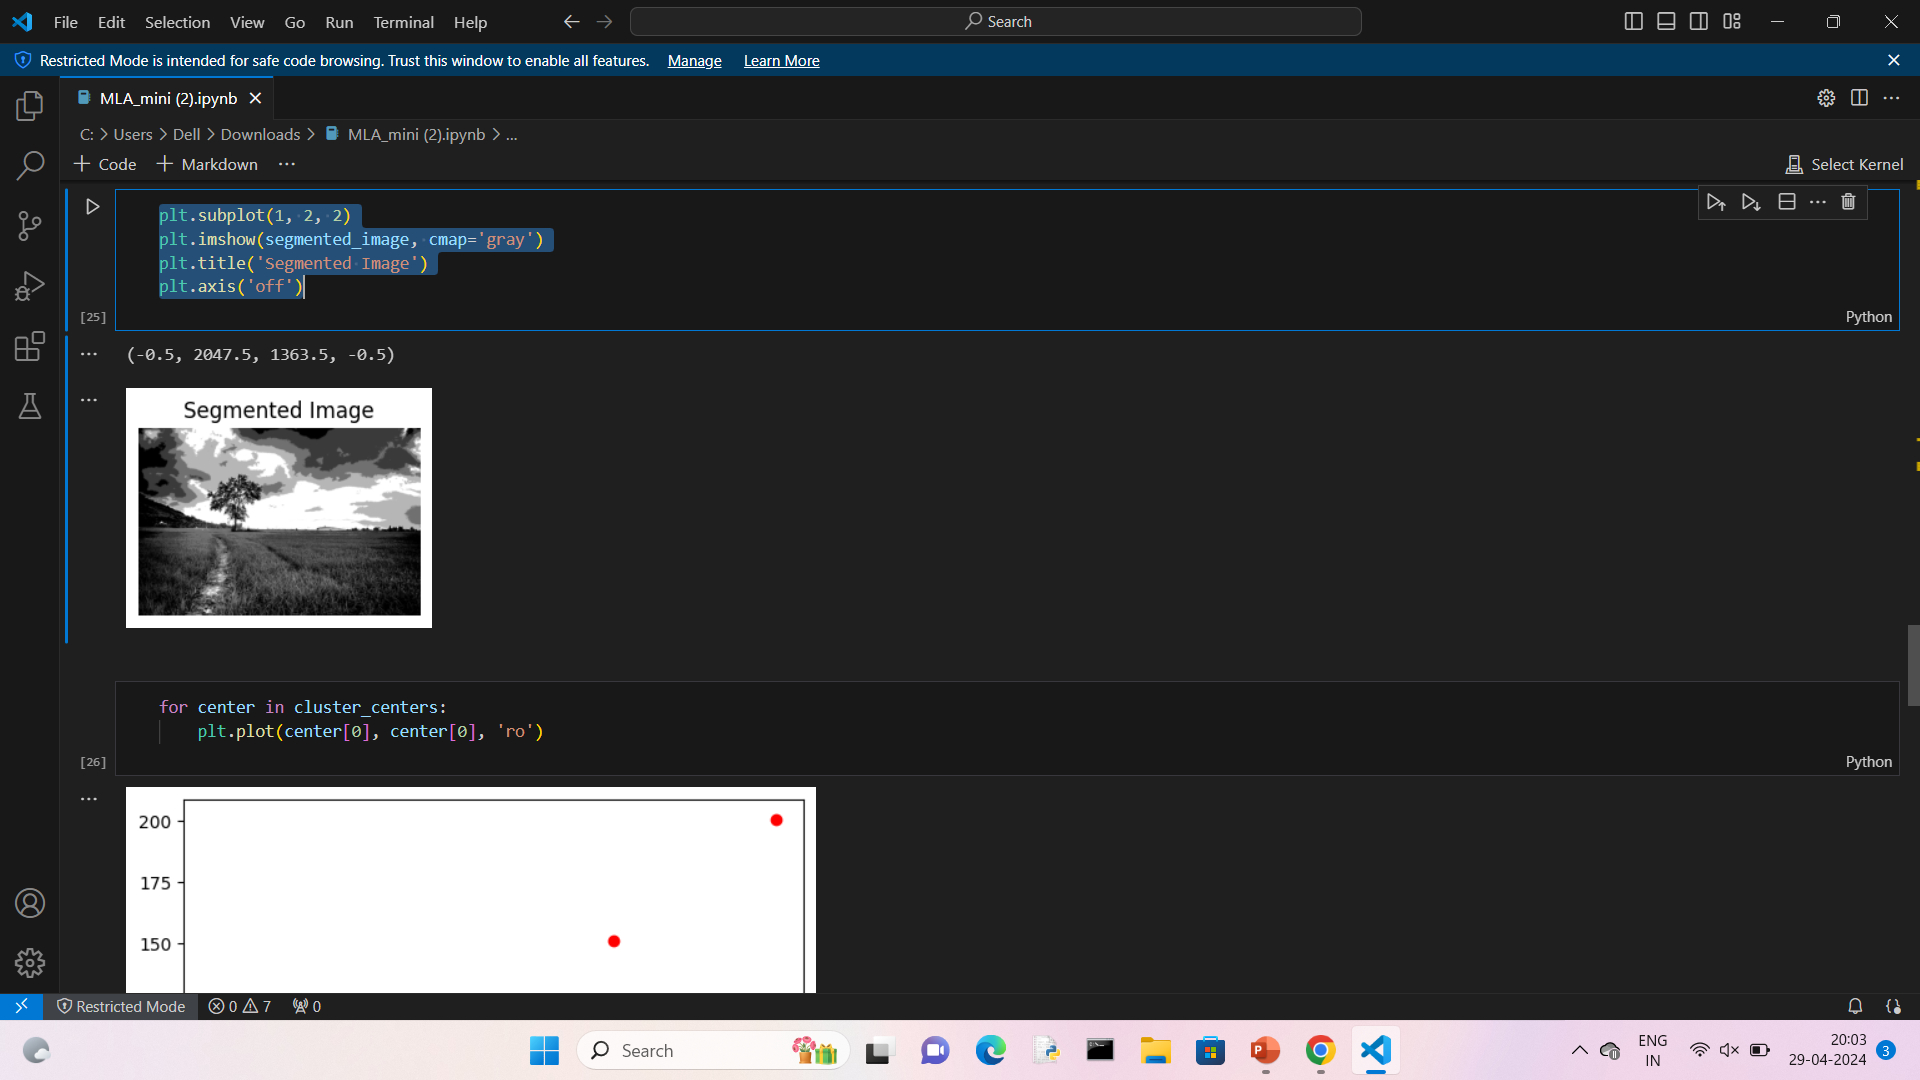 File Edit Selection View Go Run Terminal Help
Search
Restricted Mode is intended for safe code browsing. Trust this window to enable all features. Manage Learn More
MLA_mini (2).ipynb
C: > Users > Dell > Downloads > MLA_mini (2).ipynb > ...
+ Code + Markdown ...
Select Kernel
plt.subplot(1, 2, 2)
plt.imshow(segmented_image, cmap='gray')
plt.title('Segmented Image')
plt.axis('off')
[25]
Python
(-0.5, 2047.5, 1363.5, -0.5)
Segmented Image
for center in cluster_centers:
    plt.plot(center[0], center[0], 'ro')
[26]
Python
200
175
150
Restricted Mode 0 7 0
Search
ENG
IN
20:03
29-04-2024
3